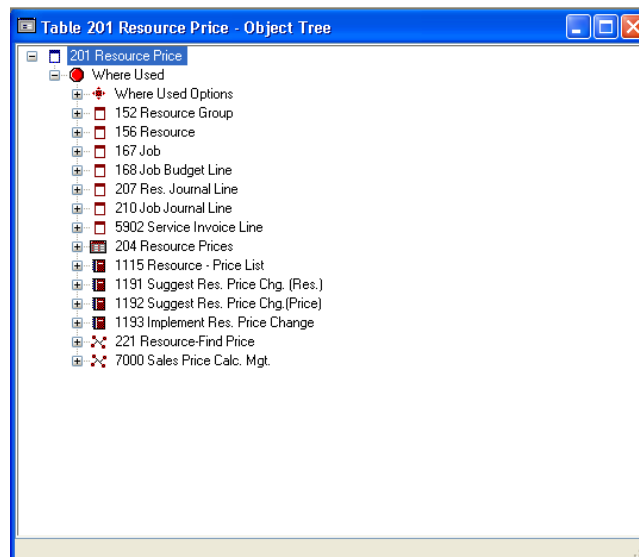 Table 201 Resource Price - Object Tree
201 Resource Price
Where Used
Where Used Options
152 Resource Group
156 Resource
167 Job
168 Job Budget Line
207 Res. Journal Line
210 Job Journal Line
5902 Service Invoice Line
204 Resource Prices
1115 Resource - Price List
1191 Suggest Res. Price Chg. (Res.)
1192 Suggest Res. Price Chg.(Price)
1193 Implement Res. Price Change
221 Resource-Find Price
7000 Sales Price Calc. Mgt.